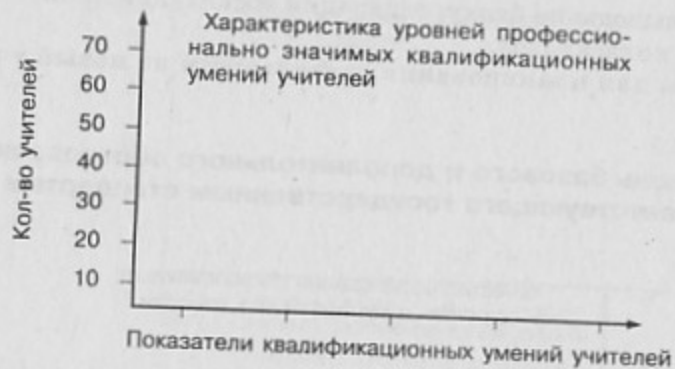 Характеристика уровней профессио-
нально значимых квалификационных
умений учителей
Кол-во учителей
70
60
50
40
30
20
10
Показатели квалификационных умений учителей